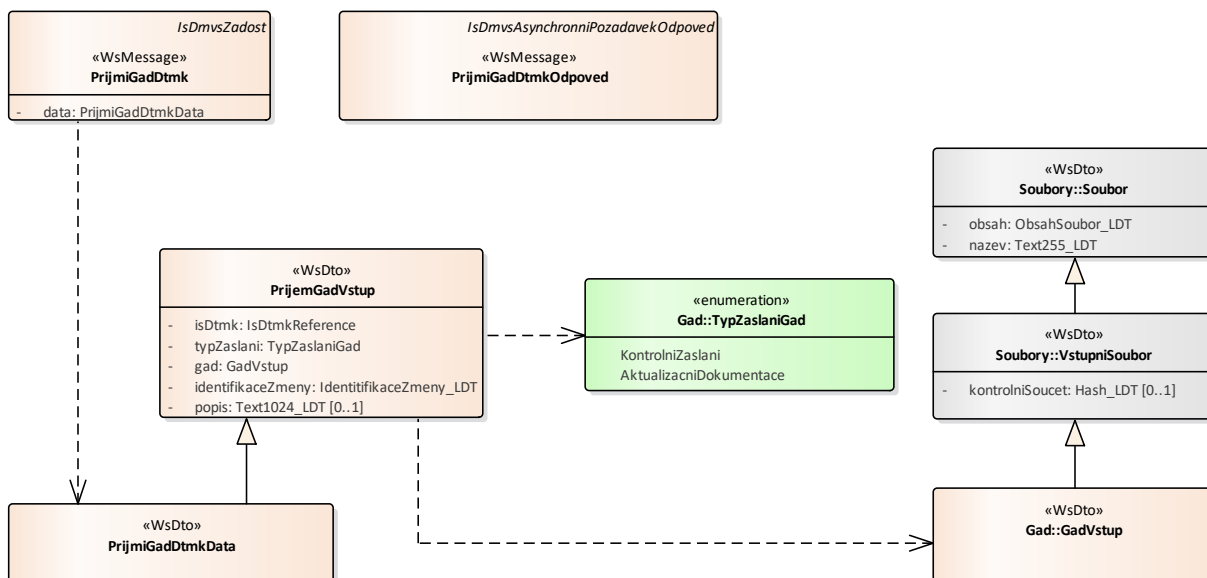 IsDmvsZadost
«WsMessage»
PrijmiGadDtmk
- data: PrijmiGadDtmkData
IsDmvsAsynchronniPozadavekOdpoved
«WsMessage»
PrijmiGadDtmkOdpoved
«WsDto»
Soubory::Soubor
- obsah: ObsahSoubor_LDT
- nazev: Text255_LDT
«WsDto»
PrijemGadVstup
- isDtmk: IsDtmkReference
- typZaslani: TypZaslaniGad
- gad: GadVstup
- identifikaceZmeny: IdentitifikaceZmeny_LDT
- popis: Text1024_LDT [0..1]
«enumeration»
Gad::TypZaslaniGad
KontrolniZaslani
AktualizacniDokumentace
«WsDto»
Soubory::VstupniSoubor
- kontrolniSoucet: Hash_LDT [0..1]
«WsDto»
PrijmiGadDtmkData
«WsDto»
Gad::GadVstup